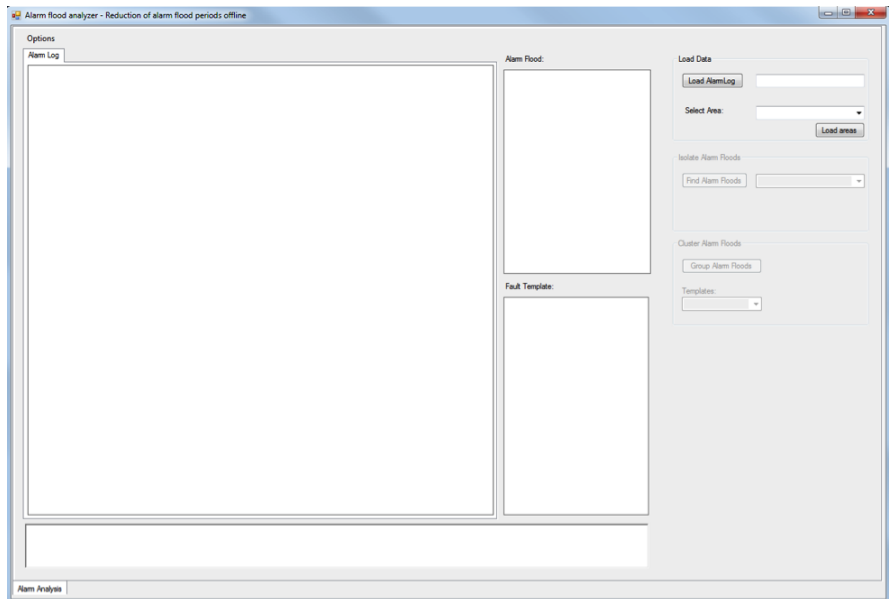 Alarm flood analyzer - Reduction of alarm flood periods offline
Options
Alarm Log
Alarm Flood:
Load Data
Load AlarmLog
Select Area:
Load areas
Isolate Alarm Floods
Find Alarm Floods
Cluster Alarm Floods
Group Alarm Floods
Fault Template:
Templates:
Alarm Analysis